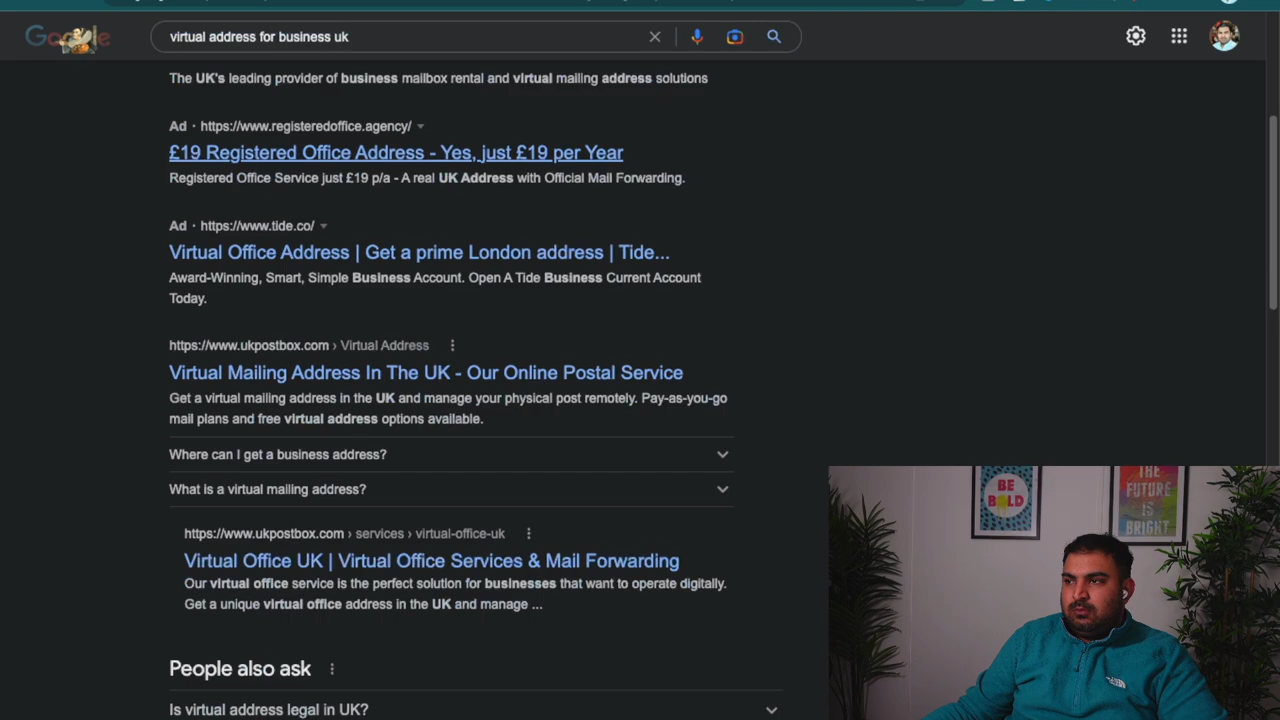 Google
virtual address for business uk
The UK's leading provider of business mailbox rental and virtual mailing address solutions
Ad · https://www.registeredoffice.agency/
£19 Registered Office Address - Yes, just £19 per Year
Registered Office Service just £19 p/a - A real UK Address with Official Mail Forwarding.
Ad · https://www.tide.co/
Virtual Office Address | Get a prime London address | Tide...
Award-Winning, Smart, Simple Business Account. Open A Tide Business Current Account
Today.
https://www.ukpostbox.com › Virtual Address
Virtual Mailing Address In The UK - Our Online Postal Service
Get a virtual mailing address in the UK and manage your physical post remotely. Pay-as-you-go
mail plans and free virtual address options available.
Where can I get a business address?
What is a virtual mailing address?
https://www.ukpostbox.com › services › virtual-office-uk
Virtual Office UK | Virtual Office Services & Mail Forwarding
Our virtual office service is the perfect solution for businesses that want to operate digitally.
Get a unique virtual office address in the UK and manage ...
People also ask
Is virtual address legal in UK?
BE
BOLD
THE
FUTURE
IS
BRIGHT